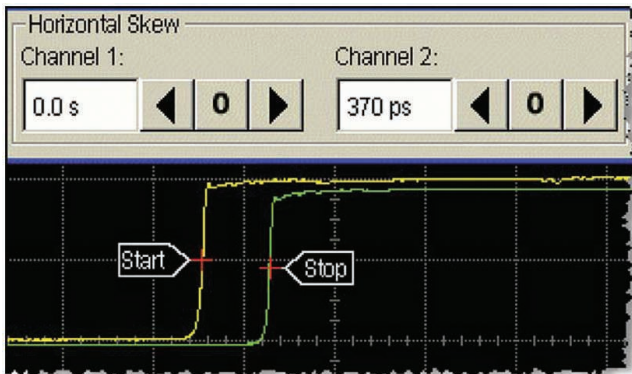 Horizontal Skew
Channel 1:
Channel 2:
0.0 s
0
370 ps
0
Start
Stop